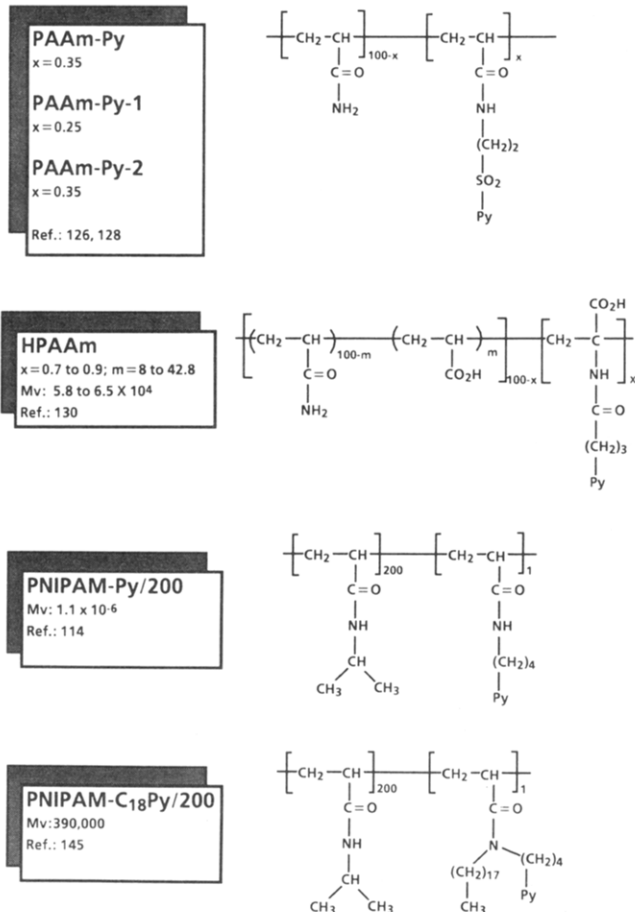 PAAm-Py
x=0.35
PAAm-Py-1
x=0.25
PAAm-Py-2
x=0.35
Ref.: 126, 128
CH2 CH 100-x CH2 CH x
C=O C=O
NH2 NH
(CH2)2
SO2
Py
HPAAm
x=0.7 to 0.9; m=8 to 42.8
Mv: 5.8 to 6.5 X 10⁴
Ref.: 130
CO2H
(CH2 CH)100-m (CH2 CH)m 100-x CH2 C x
C=O CO2H NH
NH2 C=O
(CH2)3
Py
PNIPAM-Py/200
Mv: 1.1 x 10⁻⁶
Ref.: 114
CH2 CH 200 CH2 CH 1
C=O C=O
NH NH
CH (CH2)4
CH3 CH3 Py
PNIPAM-C₁₈Py/200
Mv:390,000
Ref.: 145
CH2 CH 200 CH2 CH 1
C=O C=O
NH N
CH (CH2)17 (CH2)4
CH3 CH3 CH3 Py